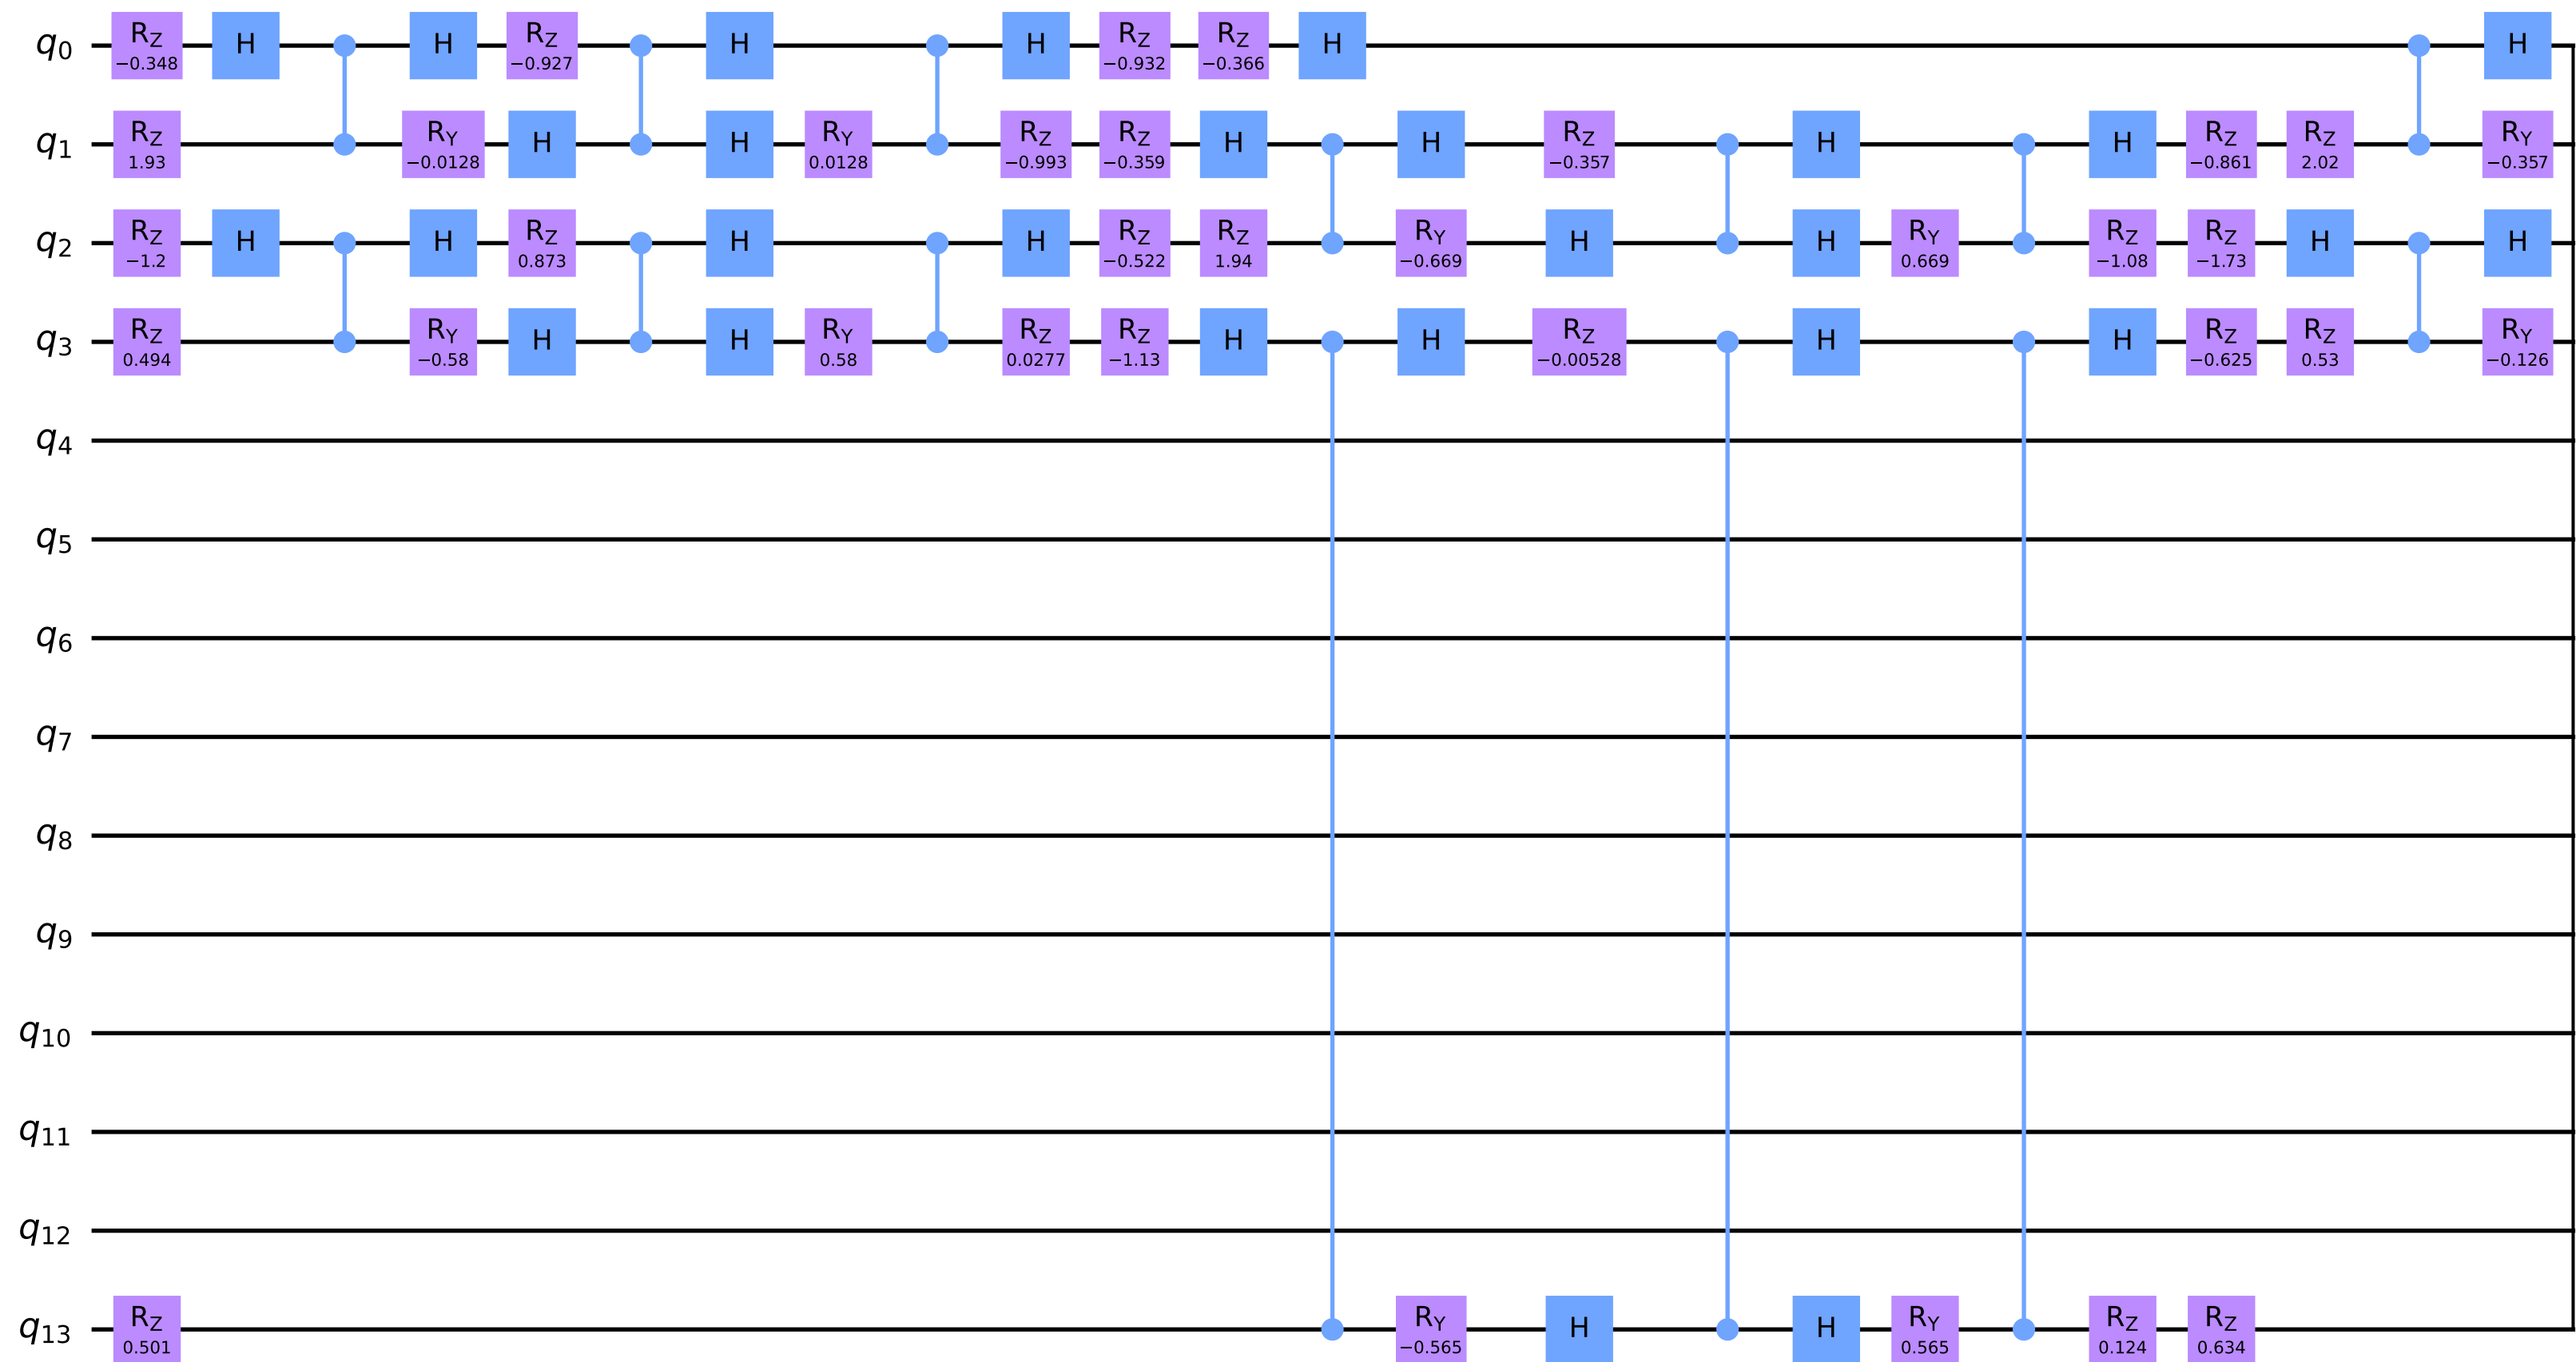 q0 RZ −0.348 H H RZ −0.927 H H RZ −0.932 RZ −0.366 H H
q1 RZ 1.93 RY −0.0128 H H RY 0.0128 RZ −0.993 RZ −0.359 H H RZ −0.357 H H RZ −0.861 RZ 2.02 RY −0.357
q2 RZ −1.2 H H RZ 0.873 H H RZ −0.522 RZ 1.94 RY −0.669 H H RY 0.669 RZ −1.08 RZ −1.73 H H
q3 RZ 0.494 RY −0.58 H H RY 0.58 RZ 0.0277 RZ −1.13 H H RZ −0.00528 H H RZ −0.625 RZ 0.53 RY −0.126
q4
q5
q6
q7
q8
q9
q10
q11
q12
q13 RZ 0.501 RY −0.565 H H RY 0.565 RZ 0.124 RZ 0.634